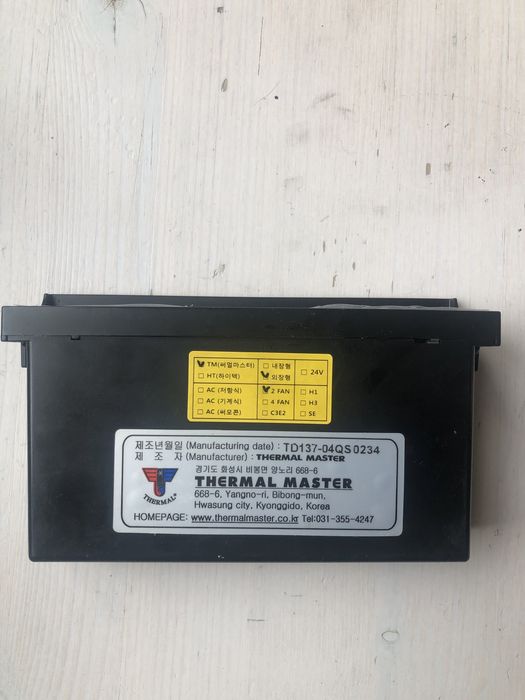 TM(써멀마스터) □ 내장형 □ 24V
□ HT(하이텍) 외장형
□ AC (저항식) 2 FAN □ H1
□ AC (기계식) □ 4 FAN □ H3
□ AC (써모콘) □ C3E2 □ SE
제조년월일 (Manufacturing date) : TD137-04QS0234
제 조 자 (Manufacturer) : THERMAL MASTER
경기도 화성시 비봉면 양노리 668-6
THERMAL MASTER
668-6, Yangno-ri, Bibong-mun,
Hwasung city, Kyonggido, Korea
THERMAL®
HOMEPAGE: www.thermalmaster.co.kr Tel:031-355-4247